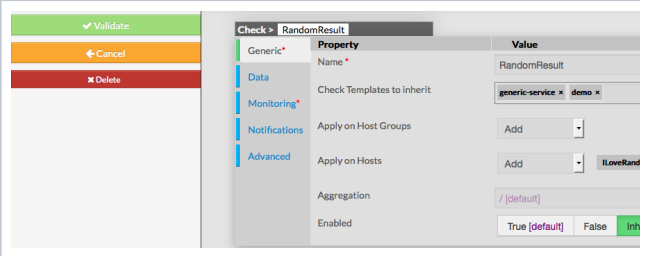 ✔ Validate
Check > RandomResult
Generic*
Property Value
Name * RandomResult
← Cancel
Data
Check Templates to inherit generic-service × demo ×
✖ Delete
Monitoring*
Notifications
Apply on Host Groups Add
Advanced
Apply on Hosts Add
Aggregation / [default]
Enabled True [default] False